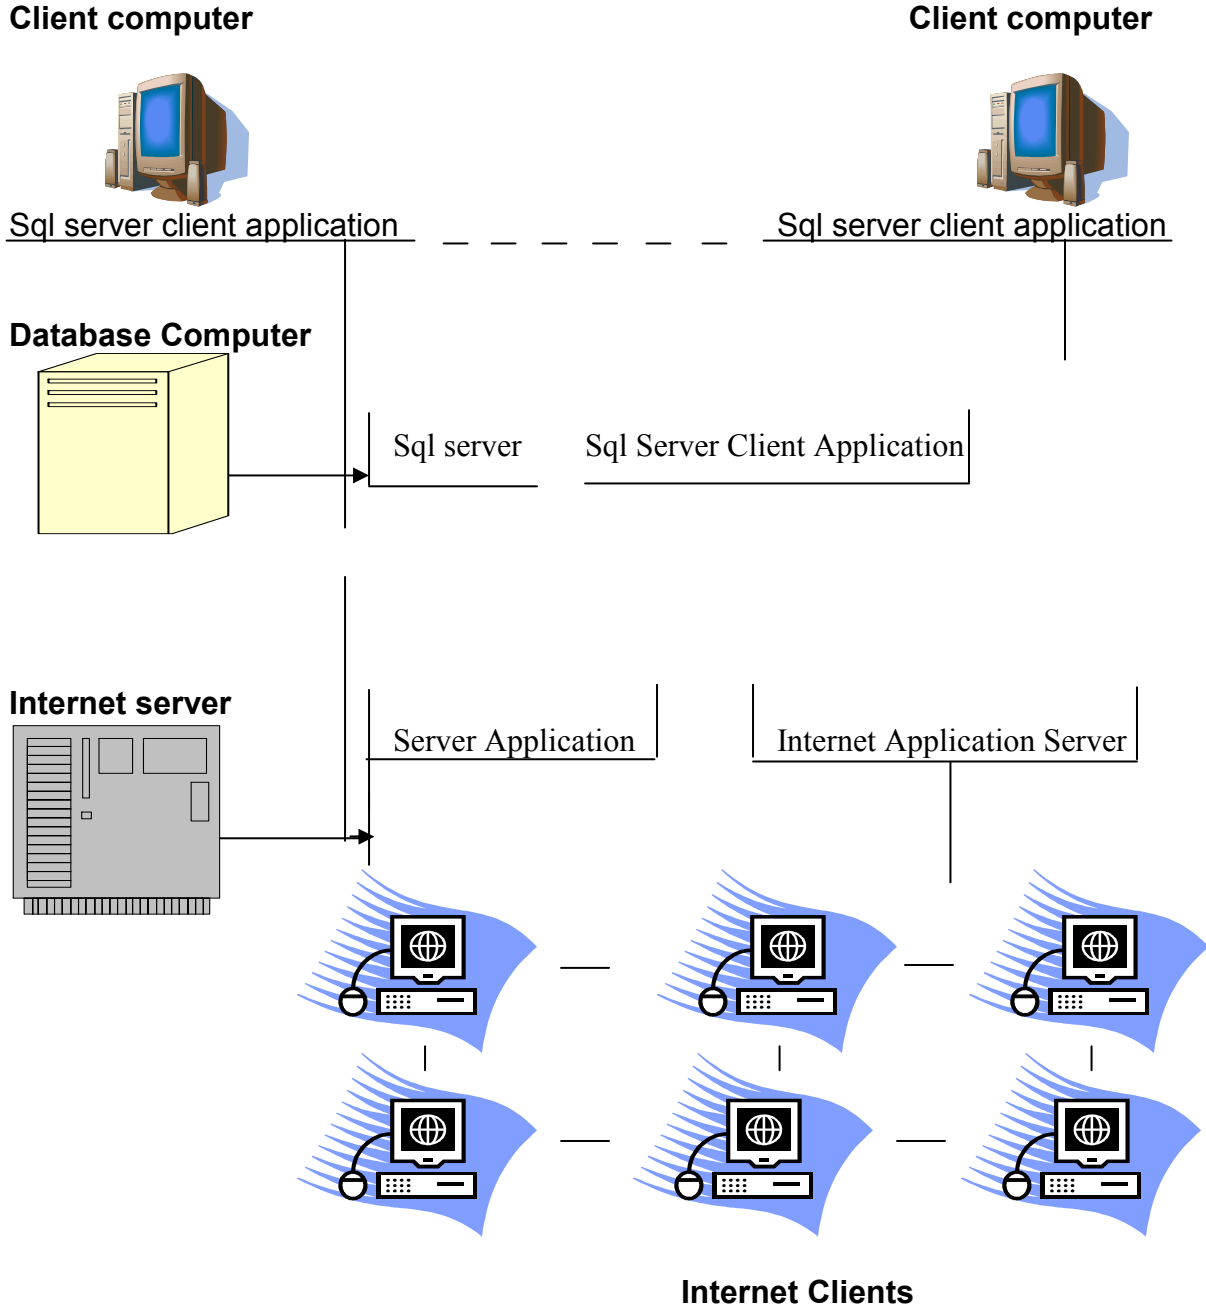 Client computer
Client computer
Sql server client application
Sql server client application
Database Computer
Sql server
Sql Server Client Application
Internet server
Server Application
Internet Application Server
Internet Clients